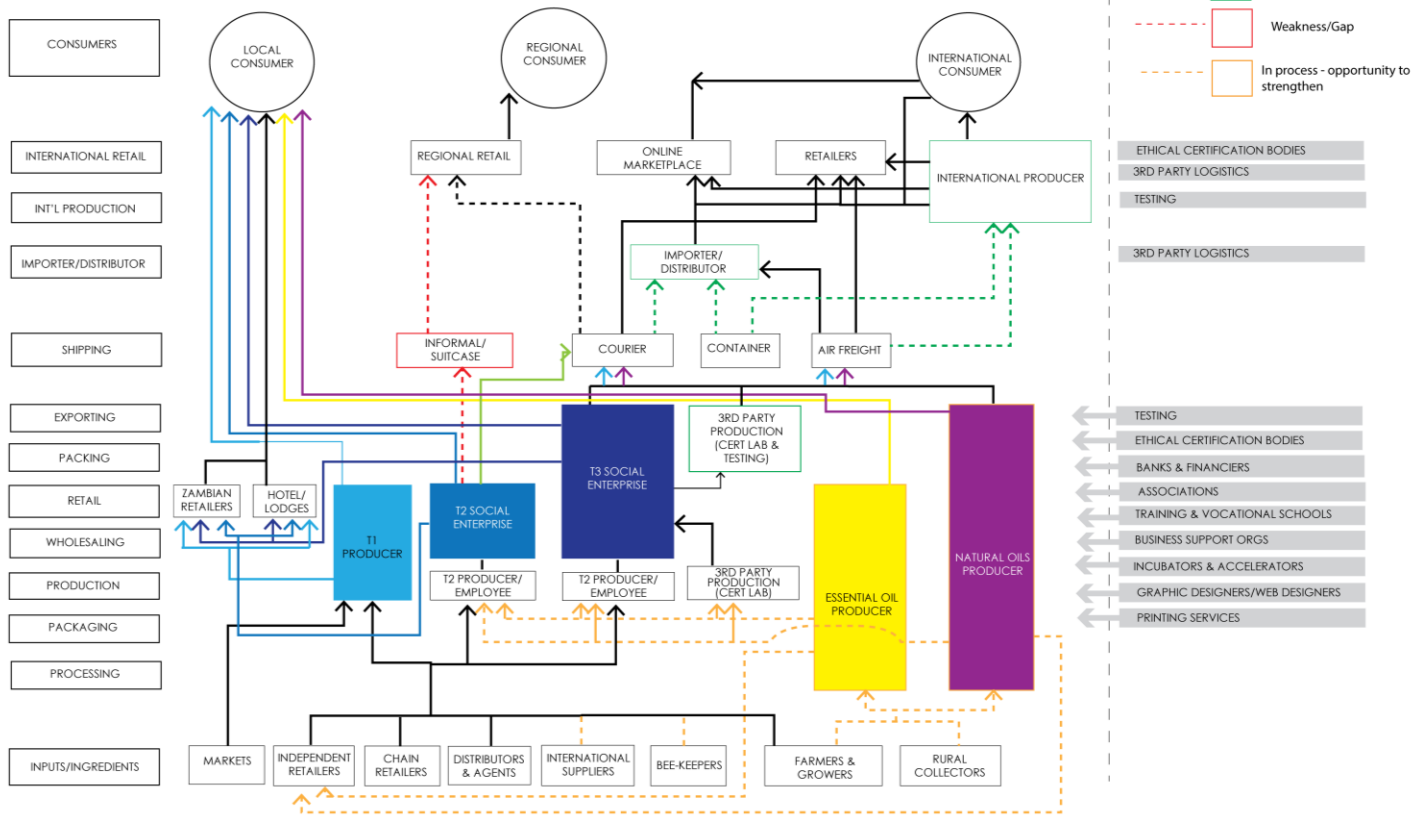 CONSUMERS
LOCAL
CONSUMER
REGIONAL
CONSUMER
INTERNATIONAL
CONSUMER
Weakness/Gap
In process - opportunity to
strengthen
INTERNATIONAL RETAIL
REGIONAL RETAIL
ONLINE
MARKETPLACE
RETAILERS
INTERNATIONAL PRODUCER
ETHICAL CERTIFICATION BODIES
3RD PARTY LOGISTICS
INT'L PRODUCTION
TESTING
IMPORTER/DISTRIBUTOR
IMPORTER/
DISTRIBUTOR
3RD PARTY LOGISTICS
SHIPPING
INFORMAL/
SUITCASE
COURIER
CONTAINER
AIR FREIGHT
EXPORTING
PACKING
RETAIL
WHOLESALING
PRODUCTION
PACKAGING
PROCESSING
ZAMBIAN
RETAILERS
HOTEL/
LODGES
T1
PRODUCER
T2 SOCIAL
ENTERPRISE
T3 SOCIAL
ENTERPRISE
3RD PARTY
PRODUCTION
(CERT LAB &
TESTING)
T2 PRODUCER/
EMPLOYEE
T2 PRODUCER/
EMPLOYEE
3RD PARTY
PRODUCTION
(CERT LAB)
ESSENTIAL OIL
PRODUCER
NATURAL OILS
PRODUCER
TESTING
ETHICAL CERTIFICATION BODIES
BANKS & FINANCIERS
ASSOCIATIONS
TRAINING & VOCATIONAL SCHOOLS
BUSINESS SUPPORT ORGS
INCUBATORS & ACCELERATORS
GRAPHIC DESIGNERS/WEB DESIGNERS
PRINTING SERVICES
INPUTS/INGREDIENTS
MARKETS
INDEPENDENT
RETAILERS
CHAIN
RETAILERS
DISTRIBUTORS
& AGENTS
INTERNATIONAL
SUPPLIERS
BEE-KEEPERS
FARMERS &
GROWERS
RURAL
COLLECTORS